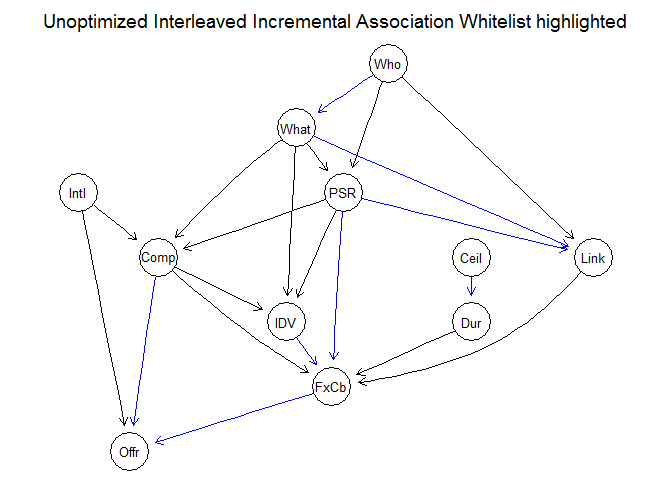 Unoptimized Interleaved Incremental Association Whitelist highlighted
Who
What
Intl
PSR
Comp
Ceil
Link
IDV
Dur
FxCb
Offr